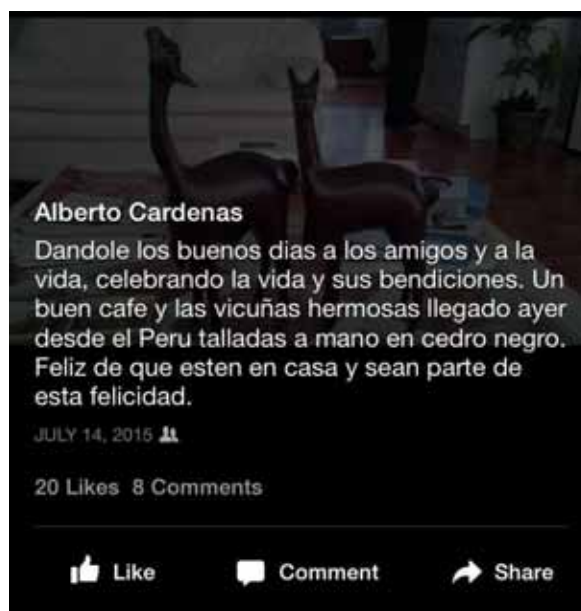 Alberto Cardenas
Dandole los buenos dias a los amigos y a la
vida, celebrando la vida y sus bendiciones. Un
buen cafe y las vicuñas hermosas llegado ayer
desde el Peru talladas a mano en cedro negro.
Feliz de que esten en casa y sean parte de
esta felicidad.
JULY 14, 2015
20 Likes 8 Comments
Like Comment Share